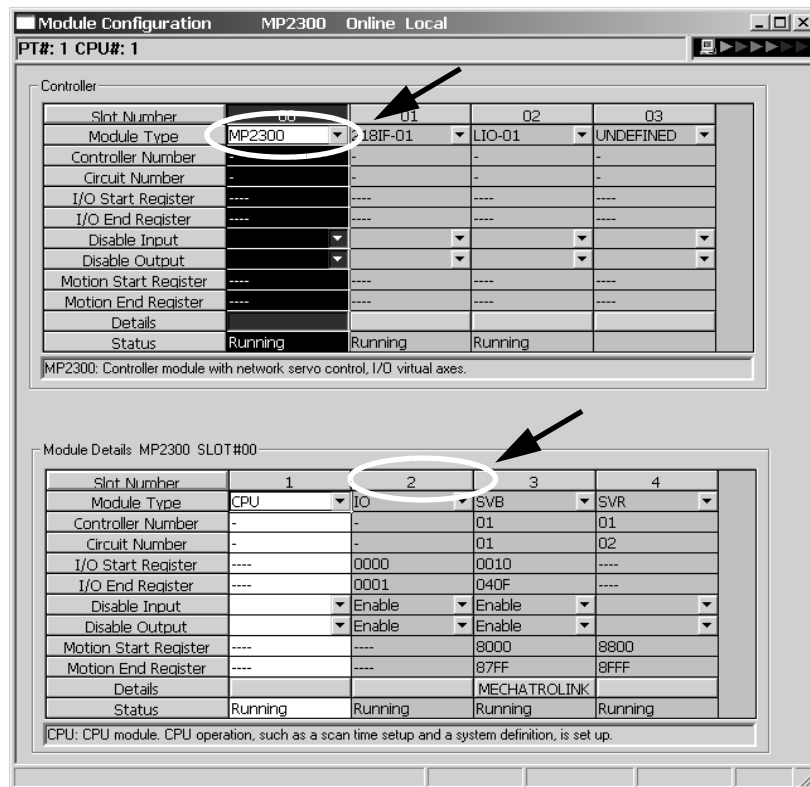 Module Configuration MP2300 Online Local
PT#: 1 CPU#: 1
Controller
Slot Number 00 01 02 03
Module Type MP2300 218IF-01 LIO-01 UNDEFINED
Controller Number - - - -
Circuit Number - - - -
I/O Start Register ---- ---- ---- ----
I/O End Register ---- ---- ---- ----
Disable Input
Disable Output
Motion Start Register ---- ---- ---- ----
Motion End Register ---- ---- ---- ----
Details
Status Running Running Running
MP2300: Controller module with network servo control, I/O virtual axes.
Module Details MP2300 SLOT#00
Slot Number 1 2 3 4
Module Type CPU IO SVB SVR
Controller Number - - 01 01
Circuit Number - - 01 02
I/O Start Register ---- 0000 0010 ----
I/O End Register ---- 0001 040F ----
Disable Input Enable Enable
Disable Output Enable Enable
Motion Start Register ---- ---- 8000 8800
Motion End Register ---- ---- 87FF 8FFF
Details MECHATROLINK
Status Running Running Running Running
CPU: CPU module. CPU operation, such as a scan time setup and a system definition, is set up.